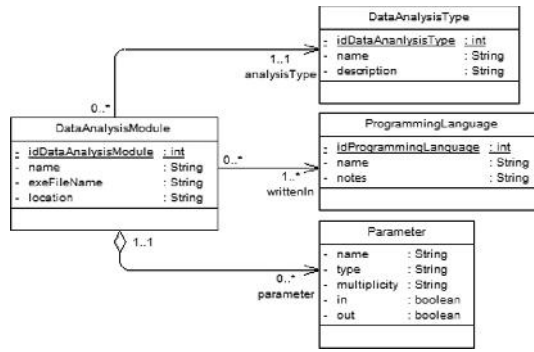 DataAnalysisType
- idDataAnanlysisType : int
- name : String
- description : String
1..1
analysisType
0..*
DataAnalysisModule
- idDataAnalysisModule : int
- name : String
- exeFileName : String
- location : String
0..*
ProgrammingLanguage
- idProgrammingLanguage : int
- name : String
- notes : String
1..*
writtenIn
1..1
Parameter
- name : String
- type : String
- multiplicity : String
- in : boolean
- out : boolean
0..*
parameter